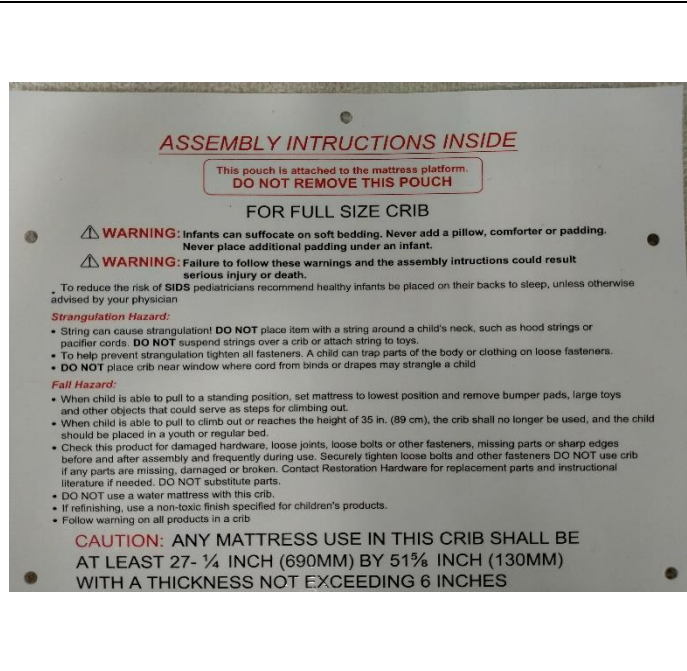 ASSEMBLY INTRUCTIONS INSIDE
This pouch is attached to the mattress platform.
DO NOT REMOVE THIS POUCH
FOR FULL SIZE CRIB
⚠ WARNING: Infants can suffocate on soft bedding. Never add a pillow, comforter or padding.
Never place additional padding under an infant.
⚠ WARNING: Failure to follow these warnings and the assembly intructions could result
serious injury or death.
. To reduce the risk of SIDS pediatricians recommend healthy infants be placed on their backs to sleep, unless otherwise
advised by your physician
Strangulation Hazard:
• String can cause strangulation! DO NOT place item with a string around a child's neck, such as hood strings or
pacifier cords. DO NOT suspend strings over a crib or attach string to toys.
• To help prevent strangulation tighten all fasteners. A child can trap parts of the body or clothing on loose fasteners.
• DO NOT place crib near window where cord from binds or drapes may strangle a child
Fall Hazard:
• When child is able to pull to a standing position, set mattress to lowest position and remove bumper pads, large toys
and other objects that could serve as steps for climbing out.
• When child is able to pull to climb out or reaches the height of 35 in. (89 cm), the crib shall no longer be used, and the child
should be placed in a youth or regular bed.
• Check this product for damaged hardware, loose joints, loose bolts or other fasteners, missing parts or sharp edges
before and after assembly and frequently during use. Securely tighten loose bolts and other fasteners DO NOT use crib
if any parts are missing, darnaged or broken. Contact Restoration Hardware for replacement parts and instructional
literature if needed. DO NOT substitute parts.
• DO NOT use a water mattress with this crib.
• If refinishing, use a non-toxic finish specified for children's products.
• Follow warning on all products in a crib
CAUTION: ANY MATTRESS USE IN THIS CRIB SHALL BE
AT LEAST 27- ¼ INCH (690MM) BY 51⅝ INCH (130MM)
WITH A THICKNESS NOT EXCEEDING 6 INCHES